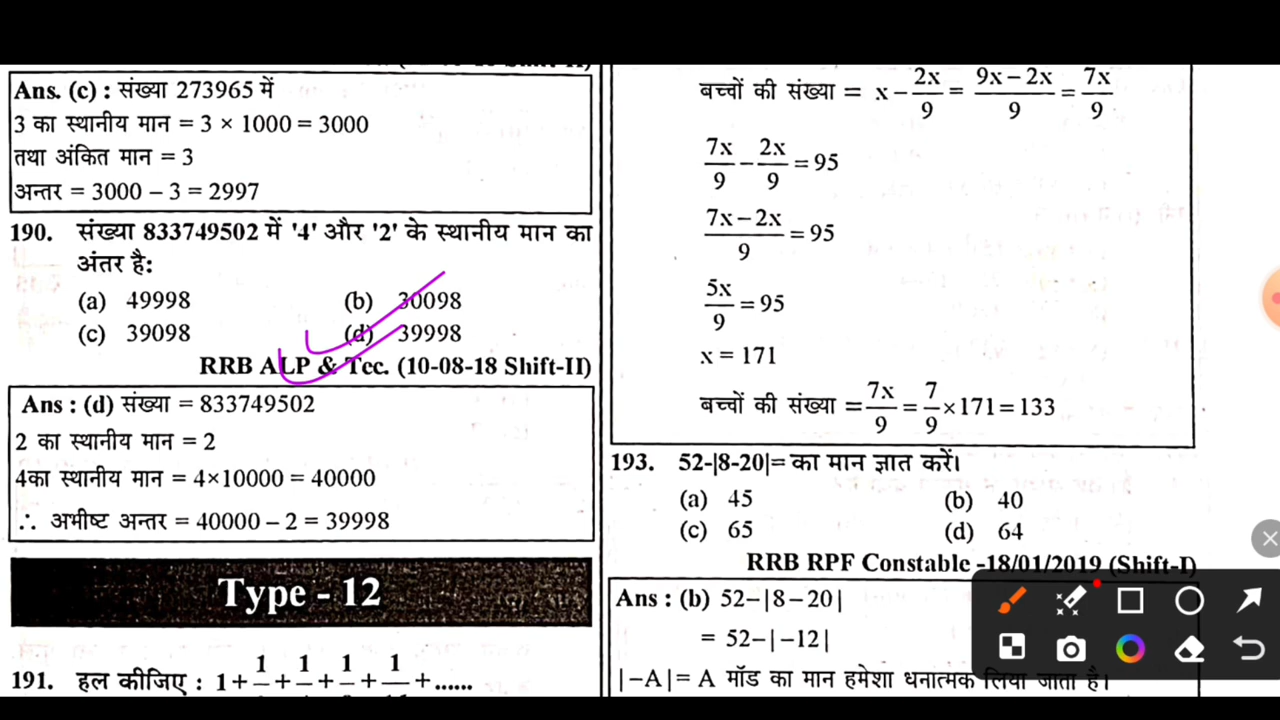 Ans. (c) : संख्या 273965 में
3 का स्थानीय मान = 3 × 1000 = 3000
तथा अंकित मान = 3
अन्तर = 3000 – 3 = 2997
190. संख्या 833749502 में '4' और '2' के स्थानीय मान का
अंतर है:
(a) 49998 (b) 30098
(c) 39098 (d) 39998
RRB ALP & Tec. (10-08-18 Shift-II)
Ans : (d) संख्या = 833749502
2 का स्थानीय मान = 2
4का स्थानीय मान = 4×10000 = 40000
∴ अभीष्ट अन्तर = 40000 – 2 = 39998
Type - 12
191. हल कीजिए : 1+
बच्चों की संख्या = x – 2x/9 = (9x – 2x)/9 = 7x/9
7x/9 – 2x/9 = 95
(7x – 2x)/9 = 95
5x/9 = 95
x = 171
बच्चों की संख्या = 7x/9 = 7/9 × 171 = 133
193. 52-|8-20|= का मान ज्ञात करें।
(a) 45 (b) 40
(c) 65 (d) 64
RRB RPF Constable -18/01/2019 (Shift-I)
Ans : (b) 52–|8 – 20|
= 52–| –12|
|–A| = A मॉड का मान हमेशा धनात्मक लिया जाता है।